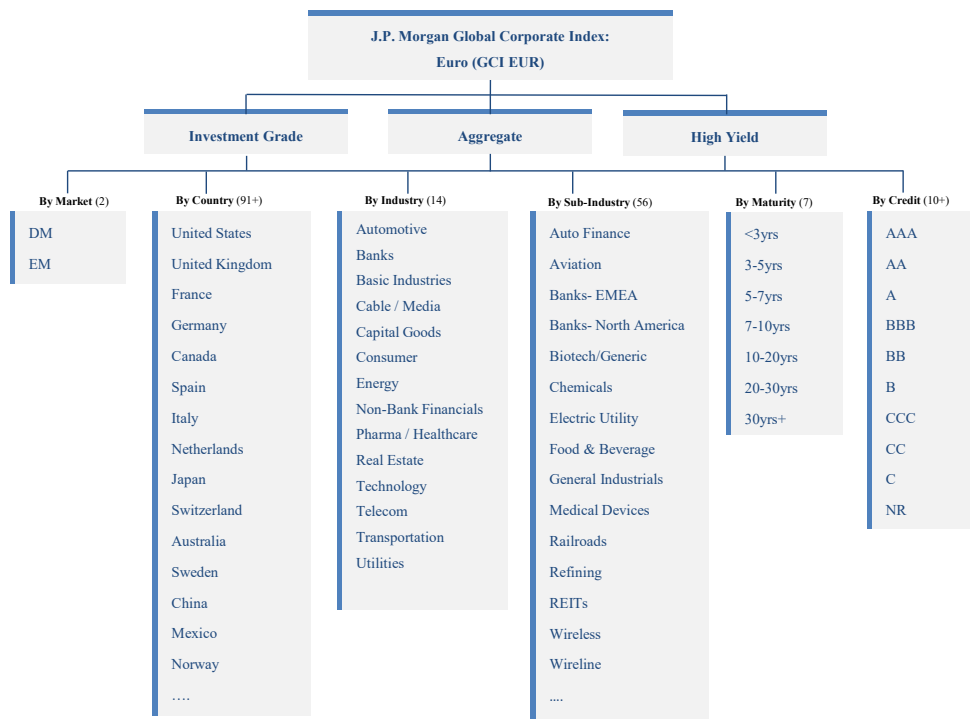 J.P. Morgan Global Corporate Index:
Euro (GCI EUR)
Investment Grade
Aggregate
High Yield
By Market (2)
DM
EM
By Country (91+)
United States
United Kingdom
France
Germany
Canada
Spain
Italy
Netherlands
Japan
Switzerland
Australia
Sweden
China
Mexico
Norway
….
By Industry (14)
Automotive
Banks
Basic Industries
Cable / Media
Capital Goods
Consumer
Energy
Non-Bank Financials
Pharma / Healthcare
Real Estate
Technology
Telecom
Transportation
Utilities
By Sub-Industry (56)
Auto Finance
Aviation
Banks- EMEA
Banks- North America
Biotech/Generic
Chemicals
Electric Utility
Food & Beverage
General Industrials
Medical Devices
Railroads
Refining
REITs
Wireless
Wireline
....
By Maturity (7)
<3yrs
3-5yrs
5-7yrs
7-10yrs
10-20yrs
20-30yrs
30yrs+
By Credit (10+)
AAA
AA
A
BBB
BB
B
CCC
CC
C
NR